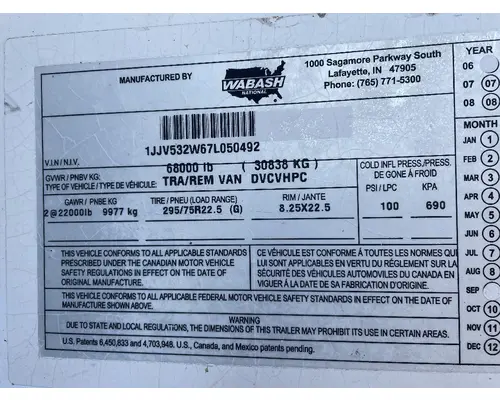 MANUFACTURED BY
WABASH
NATIONAL
1000 Sagamore Parkway South
Lafayette, IN 47905
Phone: (765) 771-5300
1JJV532W67L050492
V.I.N/N.I.V.
GVWR / PNBV KG: 68000 lb ( 30838 KG )
TYPE OF VEHICLE / TYPE DE VEHICULE: TRA/REM VAN DVCVHPC
COLD INFL PRESS/PRESS.
DE GONE À FROID
GAWR / PNBE KG
2@22000lb 9977 kg
TIRE / PNEU (LOAD RANGE)
295/75R22.5 (G)
RIM / JANTE
8.25X22.5
PSI / LPC
100
KPA
690
THIS VEHICLE CONFORMS TO ALL APPLICABLE STANDARDS
PRESCRIBED UNDER THE CANADIAN MOTOR VEHICLE
SAFETY REGULATIONS IN EFFECT ON THE DATE OF
ORIGINAL MANUFACTURE.
CE VÉHICULE EST CONFORME À TOUTES LES NORMES QUI
LUI SONT APPLICABLES EN VERTU DU RÉGLEMENT SUR LA
SÉCURITÉ DES VÉHICULES AUTOMOBILES DU CANADA EN
VIGUEUR À LA DATE DE SA FABRICATION D'ORIGINE.
THIS VEHICLE CONFORMS TO ALL APPLICABLE FEDERAL MOTOR VEHICLE SAFETY STANDARDS IN EFFECT ON THE DATE OF
MANUFACTURE SHOWN ABOVE.
WARNING
DUE TO STATE AND LOCAL REGULATIONS, THE DIMENSIONS OF THIS TRAILER MAY PROHIBIT ITS USE IN CERTAIN AREAS.
U.S. Patents 6,450,833 and 4,703,948, U.S., Canada, and Mexico patents pending.
YEAR
06
07 07
08 08
MONTH
JAN. 1
FEB. 2
MAR. 3
APR. 4
MAY 5
JUN. 6
JUL. 7
AUG. 8
SEP.
OCT 10
NOV. 11
DEC. 12